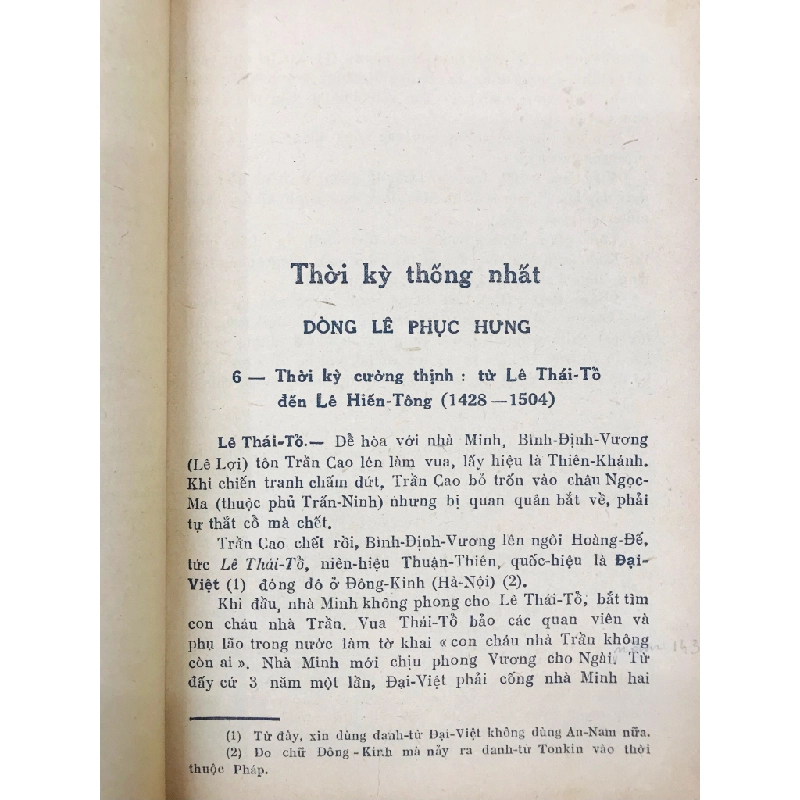 Thời kỳ thống nhất
DÒNG LÊ PHỤC HƯNG
6 — Thời kỳ cường thịnh : từ Lê Thái-Tồ
đến Lê Hiến-Tông (1428—1504)
Lê Thái-Tồ.— Dề hòa với nhà Minh, Bình-Định-Vương
(Lê Lợi) tôn Trần Cao lên làm vua, lấy hiệu là Thiên-Khánh.
Khi chiến tranh chấm dứt, Trần Cao bỏ trốn vào châu Ngọc-
Ma (thuộc phủ Trấn-Ninh) nhưng bị quan quân bắt về, phải
tự thắt cồ mà chết.
Trần Cao chết rồi, Bình-Định-Vương lên ngôi Hoàng-Đế,
tức Lê Thái-Tồ, niên-hiệu Thuận-Thiên, quốc-hiệu là Đại-
Việt (1) đóng đô ở Đông-Kinh (Hà-Nội) (2).
Khi đầu, nhà Minh không phong cho Lê Thái-Tồ, bắt tìm
con cháu nhà Trần. Vua Thái-Tồ bảo các quan viên và
phụ lão trong nước làm tờ khai « con cháu nhà Trần không
còn ai ». Nhà Minh mới chịu phong Vương cho Ngài. Từ
đấy cứ 3 năm một lần, Đại-Việt phải cống nhà Minh hai
(1) Từ đây, xin dùng danh-từ Đại-Việt không dùng An-Nam nữa.
(2) Do chữ Đông-Kinh mà nảy ra danh-từ Tonkin vào thời
thuộc Pháp.